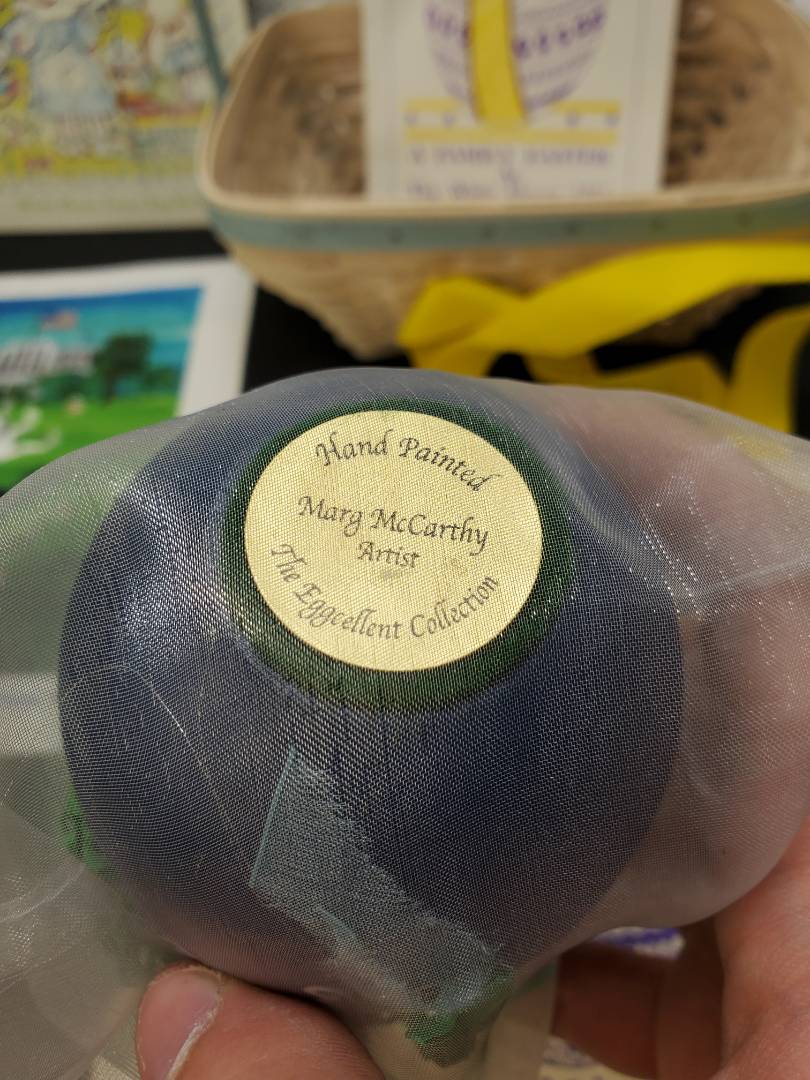 Hand Painted
Marg McCarthy
Artist
The Eggcellent Collection